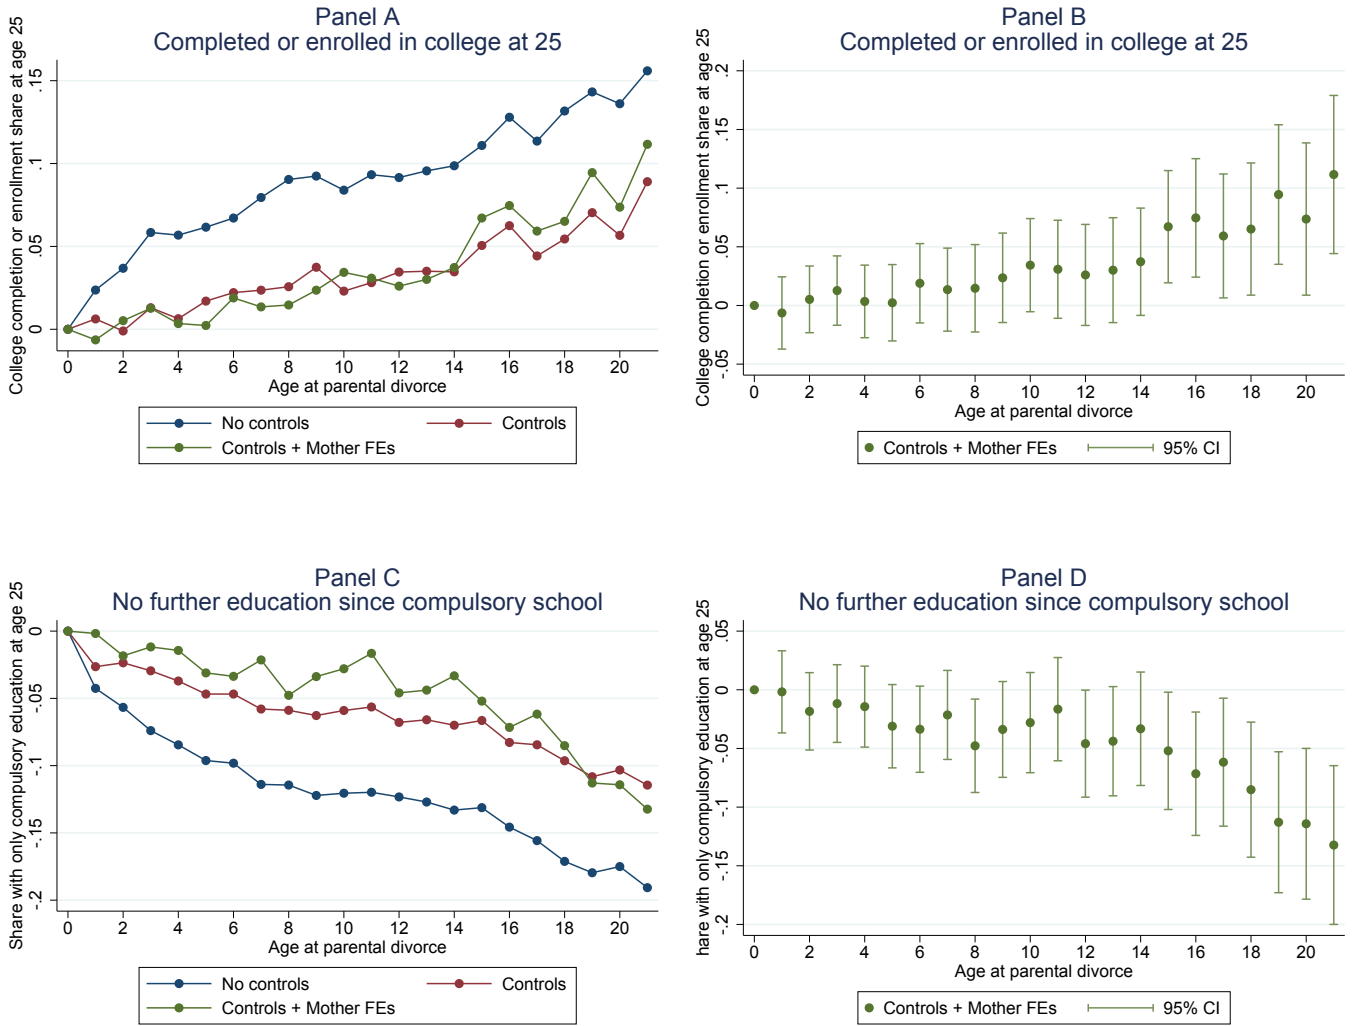 Panel A
Completed or enrolled in college at 25
College completion or enrollment share at age 25
.15
.1
.05
0
0 2 4 6 8 10 12 14 16 18 20
Age at parental divorce
No controls Controls
Controls + Mother FEs
Panel B
Completed or enrolled in college at 25
College completion or enrollment share at age 25
.2
.15
.1
.05
0
-.05
0 2 4 6 8 10 12 14 16 18 20
Age at parental divorce
Controls + Mother FEs 95% CI
Panel C
No further education since compulsory school
Share with only compulsory education at age 25
0
-.05
-.1
-.15
-.2
0 2 4 6 8 10 12 14 16 18 20
Age at parental divorce
No controls Controls
Controls + Mother FEs
Panel D
No further education since compulsory school
hare with only compulsory education at age 25
.05
0
-.05
-.1
-.15
-.2
0 2 4 6 8 10 12 14 16 18 20
Age at parental divorce
Controls + Mother FEs 95% CI